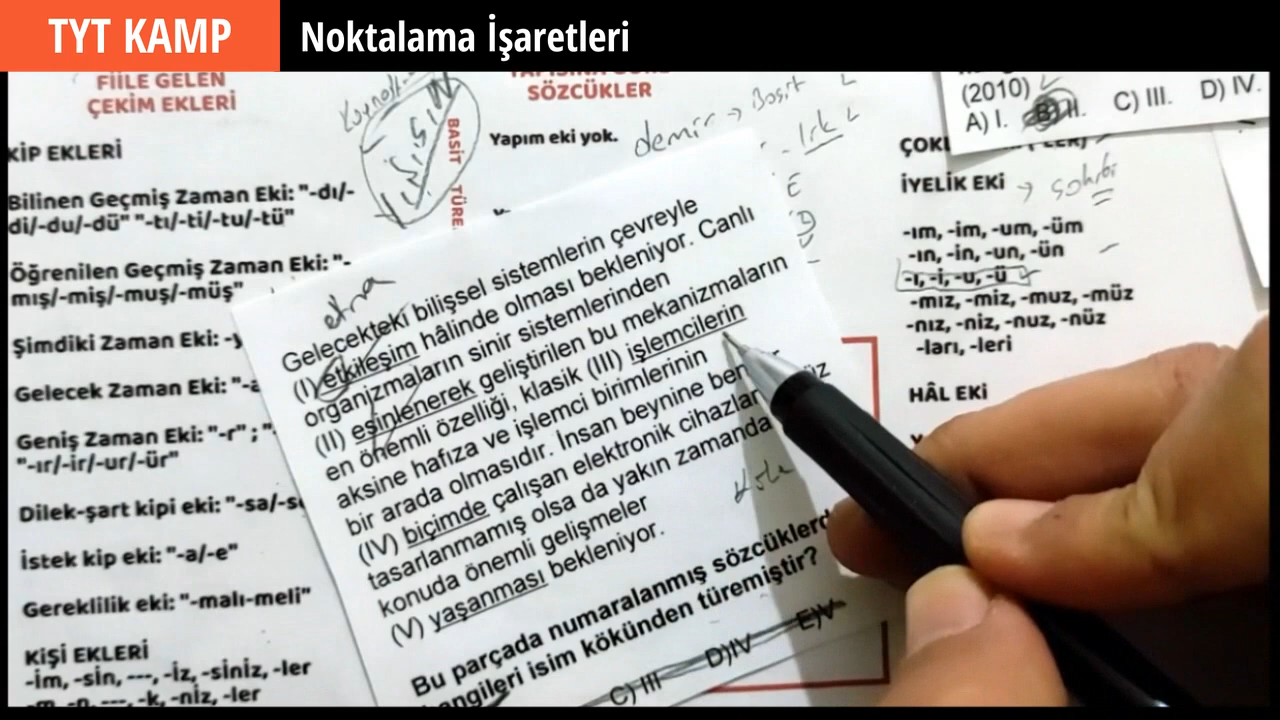 TYT KAMP
Noktalama İşaretleri
FİİLE GELEN
ÇEKİM EKLERİ
KİP EKLERİ
Bilinen Geçmiş Zaman Eki: "-dı/-
di/-du/-dü" "-tı/-ti/-tu/-tü"
Öğrenilen Geçmiş Zaman Eki: "-
mış/-miş/-muş/-müş"
Şimdiki Zaman Eki:
Gelecek Zaman Eki: "-a
Geniş Zaman Eki: "-r" ; "-
"-ır/-ir/-ur/-ür"
Dilek-şart kipi eki: "-sa/-se
İstek kip eki: "-a/-e"
Gereklilik eki: "-malı-meli"
KİŞİ EKLERİ
-im, -sin, ---, -iz, -siniz, -ler
---, -k, -niz, -ler
SÖZCÜKLER
BASİT TÜRE
Yapım eki yok.
demir → Basit
etra
Gelecekteki bilişsel sistemlerin çevreyle
(I) etkileşim hâlinde olması bekleniyor. Canlı
organizmaların sinir sistemlerinden
(II) esinlenerek geliştirilen bu mekanizmaların
en önemli özelliği, klasik (III) işlemcilerin
aksine hafıza ve işlemci birimlerinin
bir arada olmasıdır. İnsan beynine ben
(IV) biçimde çalışan elektronik cihazlar
tasarlanmamış olsa da yakın zamanda
konuda önemli gelişmeler
(V) yaşanması bekleniyor.
Bu parçada numaralanmış sözcüklerd
hangileri isim kökünden türemiştir?
C) III D)IV E)V
(2010)
A) I. B) II. C) III. D) IV.
İYELİK EKİ
-ım, -im, -um, -üm
-ın, -in, -un, -ün
-ı, -i, -u, -ü
-mız, -miz, -muz, -müz
-nız, -niz, -nuz, -nüz
-ları, -leri
HÂL EKi